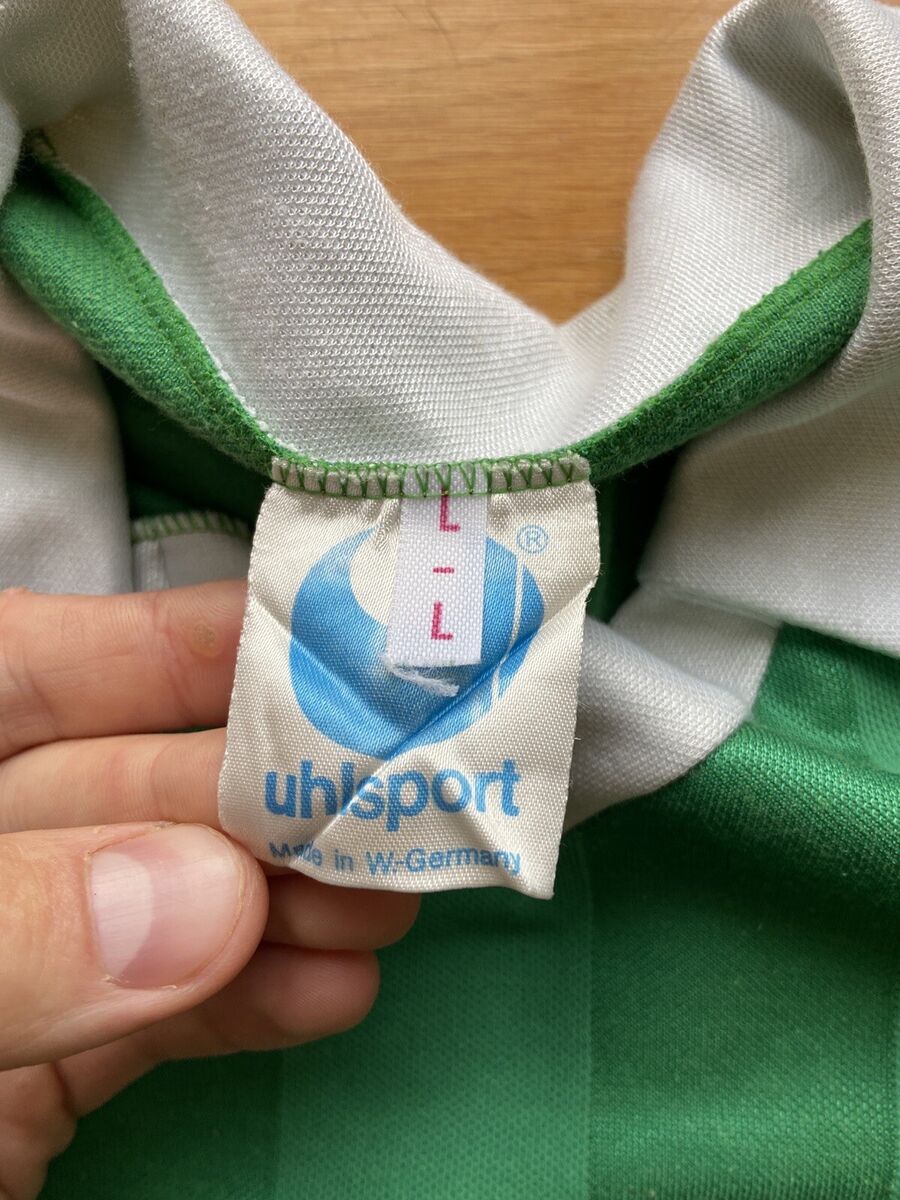 L - L
®
uhlsport
Made in W.-Germany